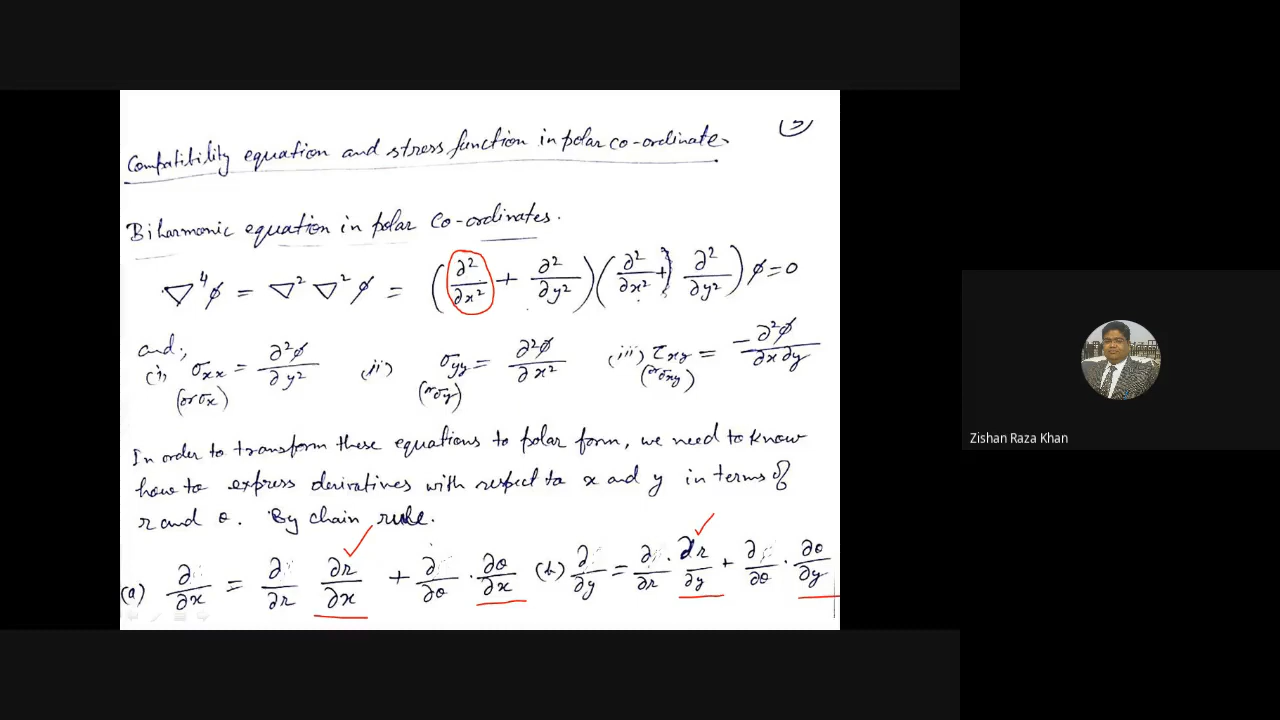 Compatibility equation and stress function in polar co-ordinate.
Biharmonic equation in polar Co-ordinates.
∇⁴φ = ∇²∇²φ = (∂²/∂x² + ∂²/∂y²)(∂²/∂x² + ∂²/∂y²)φ = 0
and,
(i) σxx = ∂²φ/∂y² (ii) σyy = ∂²φ/∂x² (iii) τxy = -∂²φ/∂x∂y
(or σx) (or σy) (or σxy)
In order to transform these equations to polar form, we need to know
how to express derivatives with respect to x and y in terms of
r and θ. By chain rule.
(a) ∂/∂x = ∂/∂r ∂r/∂x + ∂/∂θ · ∂θ/∂x (b) ∂/∂y = ∂/∂r · ∂r/∂y + ∂/∂θ · ∂θ/∂y
Zishan Raza Khan